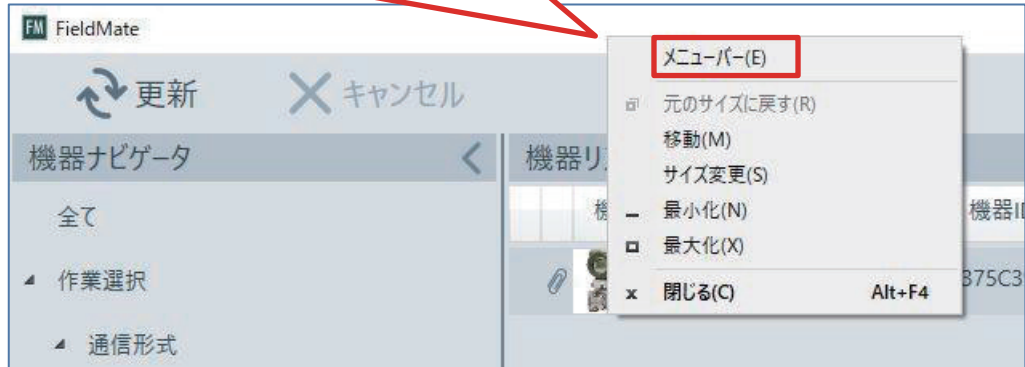 FM FieldMate
更新 キャンセル
機器ナビゲータ
全て
作業選択
通信形式
機器リ
機
機器I
375C3
メニューバー(E)
元のサイズに戻す(R)
移動(M)
サイズ変更(S)
最小化(N)
最大化(X)
x 閉じる(C) Alt+F4